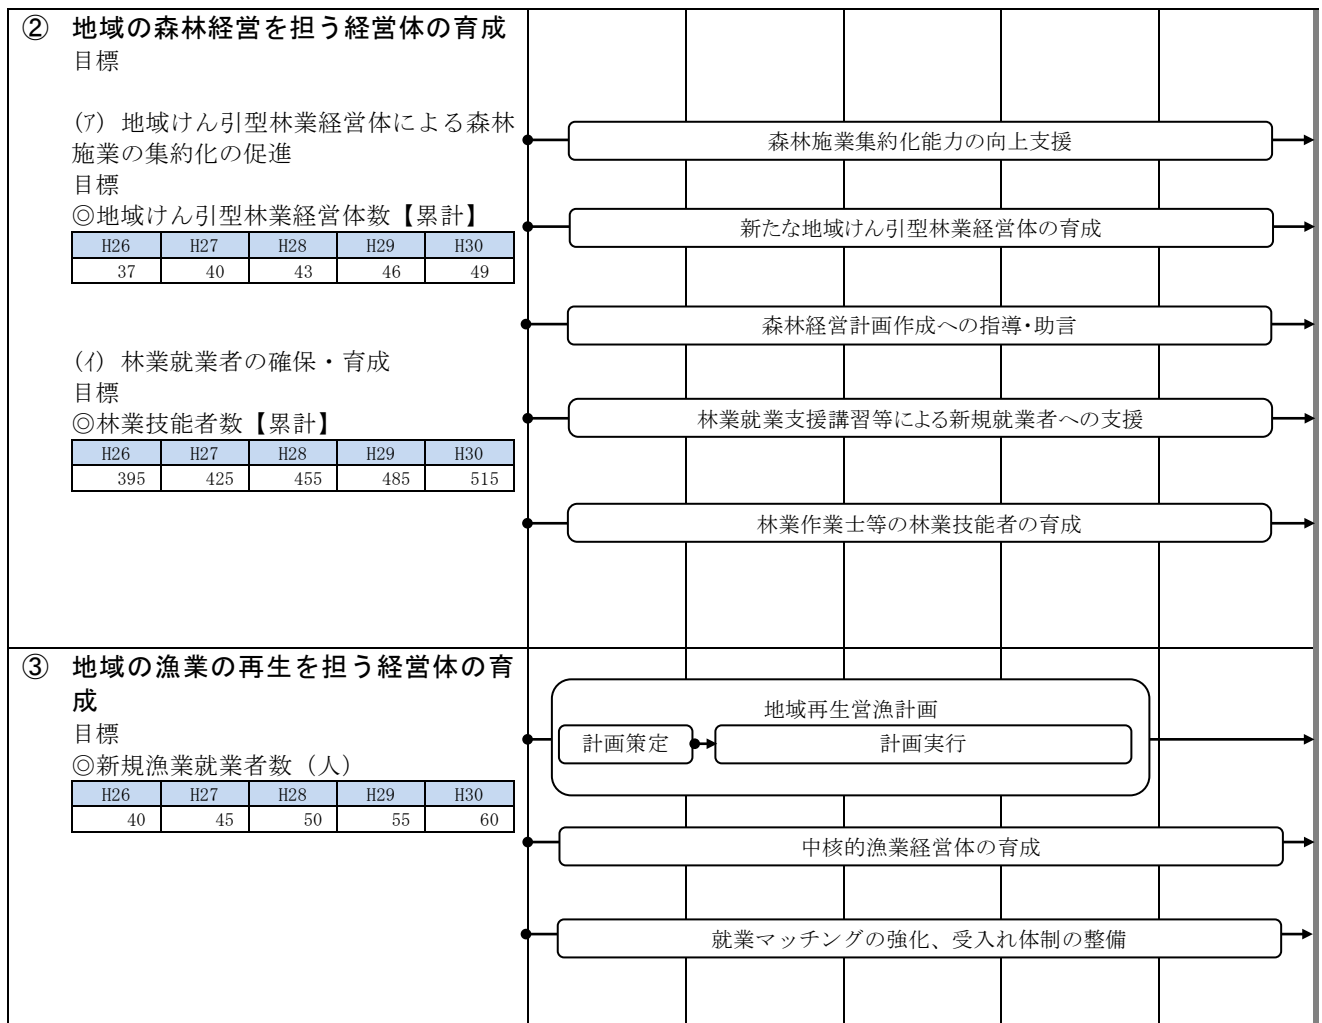 ② 地域の森林経営を担う経営体の育成
目標
(ｱ) 地域けん引型林業経営体による森林
施業の集約化の促進
目標
◎地域けん引型林業経営体数【累計】
H26 H27 H28 H29 H30
37 40 43 46 49
(ｲ) 林業就業者の確保・育成
目標
◎林業技能者数【累計】
H26 H27 H28 H29 H30
395 425 455 485 515
森林施業集約化能力の向上支援
新たな地域けん引型林業経営体の育成
森林経営計画作成への指導・助言
林業就業支援講習等による新規就業者への支援
林業作業士等の林業技能者の育成
③ 地域の漁業の再生を担う経営体の育
成
目標
◎新規漁業就業者数（人）
H26 H27 H28 H29 H30
40 45 50 55 60
地域再生営漁計画
計画策定 計画実行
中核的漁業経営体の育成
就業マッチングの強化、受入れ体制の整備